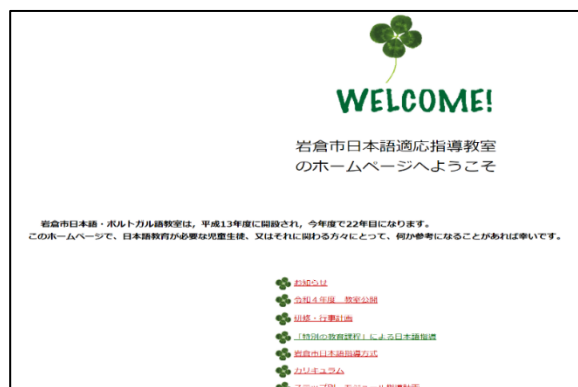 WELCOME!
岩倉市日本語適応指導教室
のホームページへようこそ
岩倉市日本語・ポルトガル語教室は，平成13年度に開設され，今年度で22年目になります。
このホームページで、日本語教育が必要な児童生徒、又はそれに関わる方々にとって、何か参考になることがあれば幸いです。
お知らせ
令和４年度　教室公開
研修・行事計画
「特別の教育課程」による日本語指導
岩倉市日本語指導方式
カリキュラム